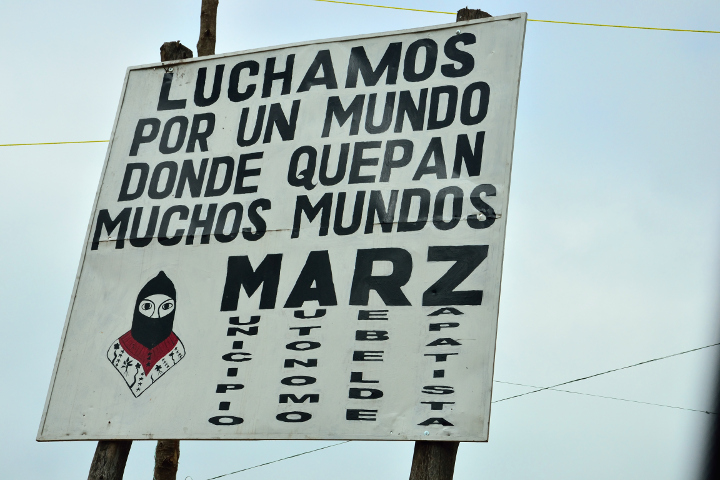 LUCHAMOS
POR UN MUNDO
DONDE QUEPAN
MUCHOS MUNDOS
MARZ
MUNICIPIO
AUTONOMO
REBELDE
ZAPATISTA